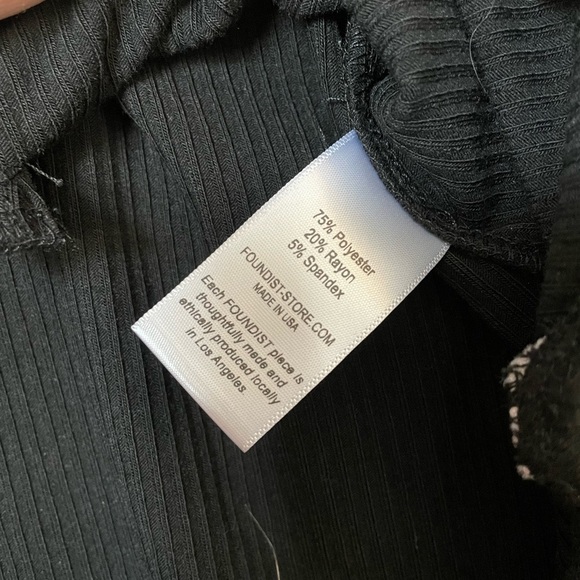 75% Polyester
20% Rayon
5% Spandex
FOUNDIST-STORE.COM
MADE IN USA
Each FOUNDIST piece is
thoughtfully made and
ethically produced locally
in Los Angeles